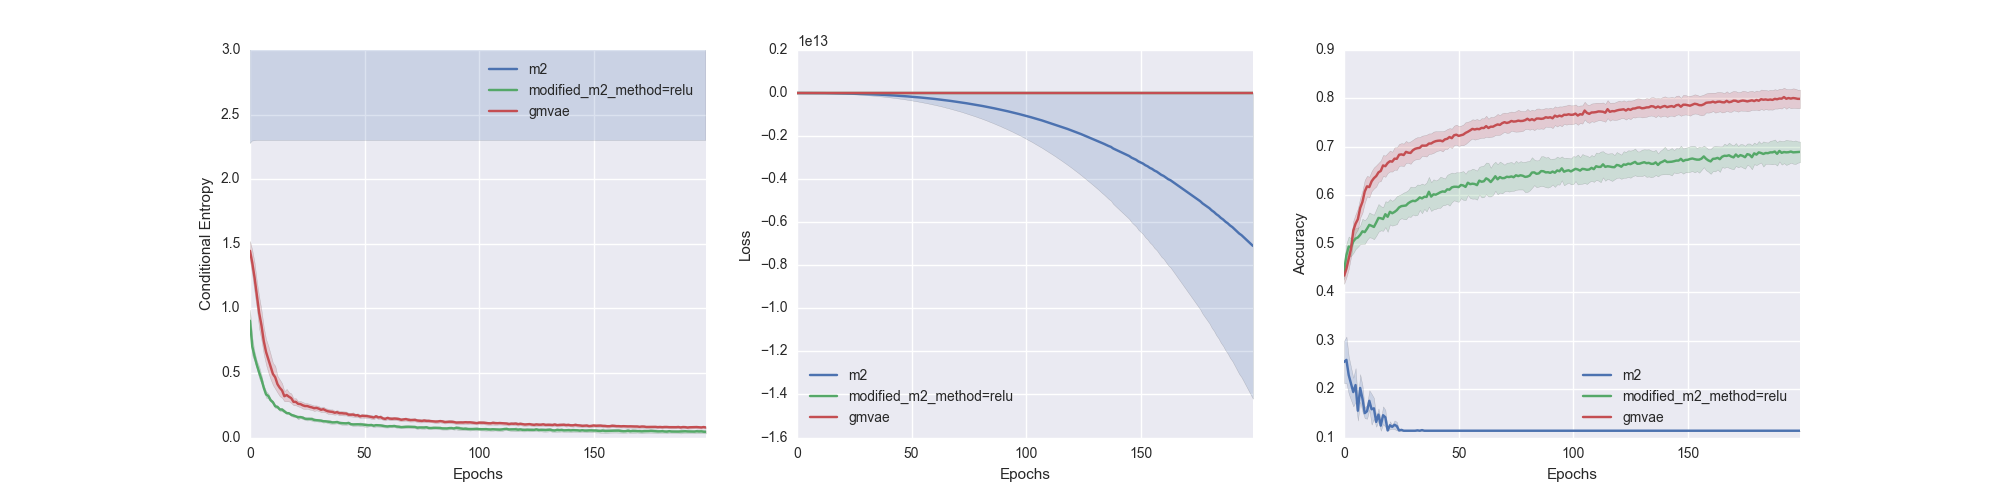 3.0
2.5
2.0
1.5
1.0
0.5
0.0
Conditional Entropy
m2
modified_m2_method=relu
gmvae
0
50
100
150
Epochs
1e13
0.2
0.0
−0.2
−0.4
−0.6
−0.8
−1.0
−1.2
−1.4
−1.6
Loss
m2
modified_m2_method=relu
gmvae
0
50
100
150
Epochs
0.9
0.8
0.7
0.6
0.5
0.4
0.3
0.2
0.1
Accuracy
m2
modified_m2_method=relu
gmvae
0
50
100
150
Epochs